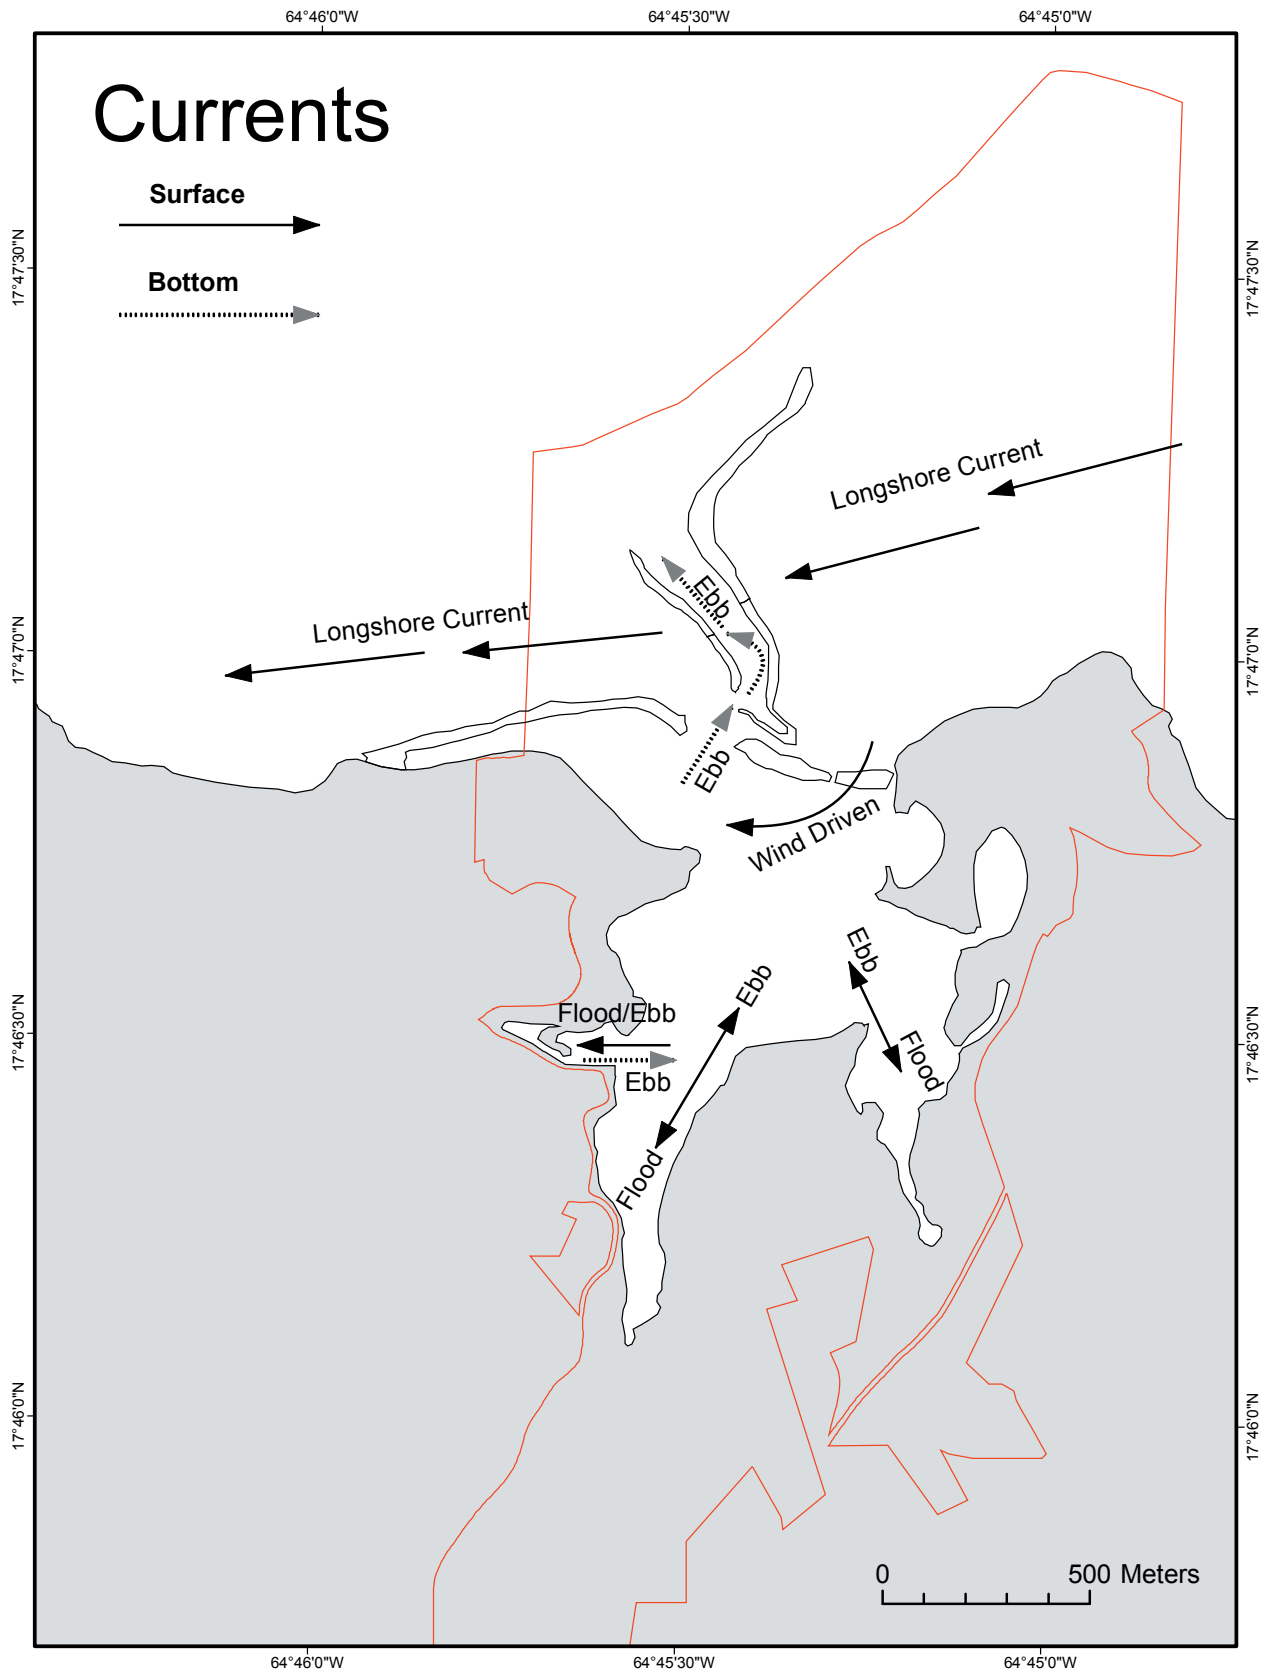 64°46'0"W 64°45'30"W 64°45'0"W
Currents
Surface
Bottom
17°47'30"N
17°47'30"N
Longshore Current
Ebb
Longshore Current
17°47'0"N
17°47'0"N
Ebb
Wind Driven
Ebb
Ebb
Flood/Ebb
17°46'30"N
17°46'30"N
Flood
Ebb
Flood
17°46'0"N
17°46'0"N
0 500 Meters
64°46'0"W 64°45'30"W 64°45'0"W